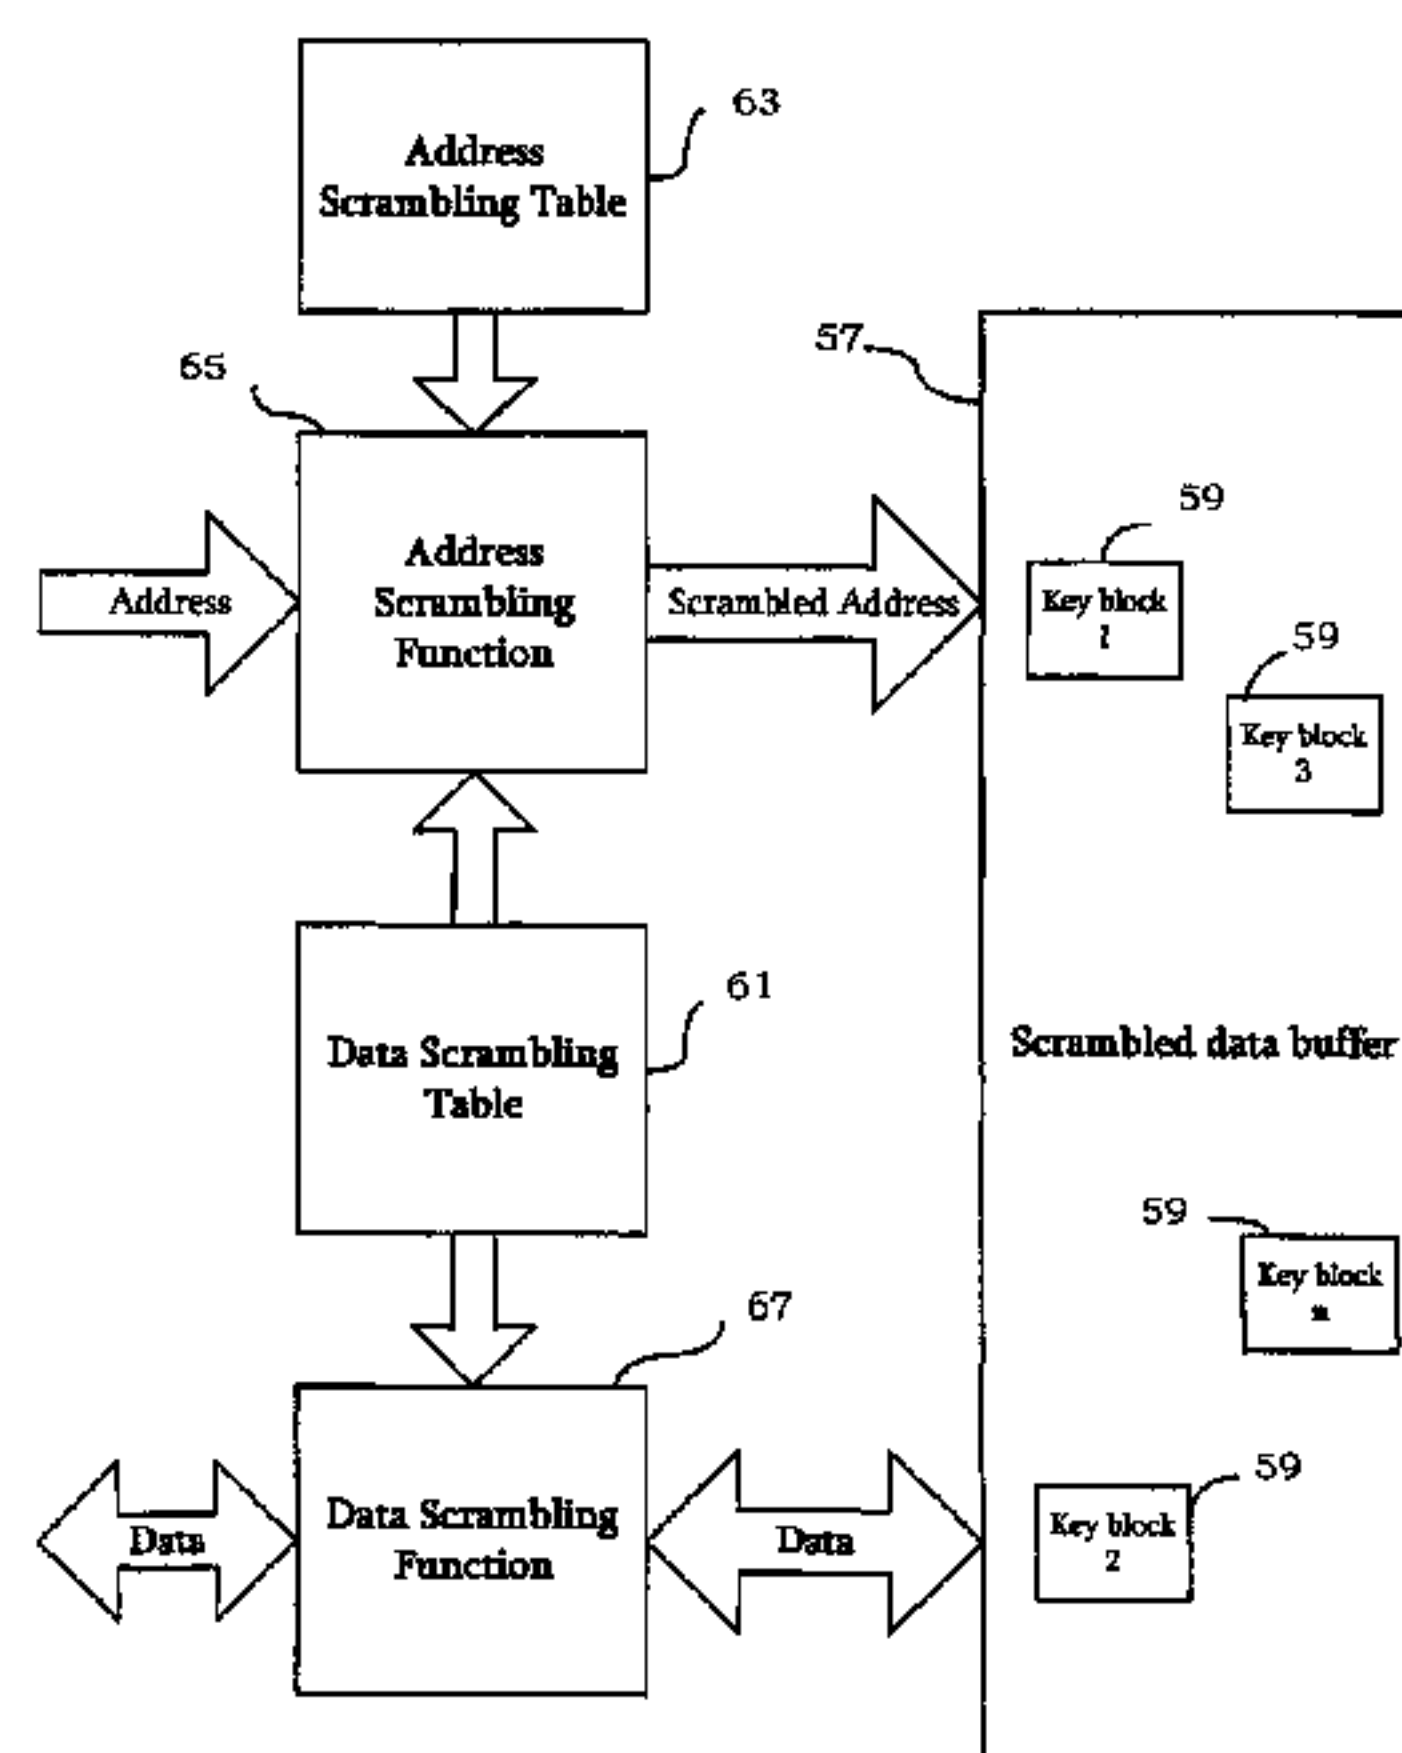 63
Address
Scrambling Table
57
65
59
Address
Scrambling
Function
Address
Scrambled Address
Key block
1
59
Key block
3
61
Data Scrambling
Table
Scrambled data buffer
59
Key block
n
67
59
Data Scrambling
Function
Data
Data
Key block
2